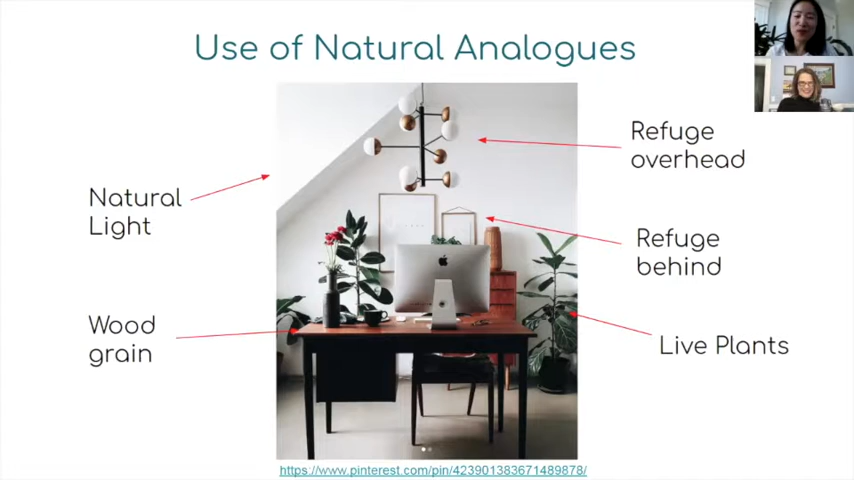 Use of Natural Analogues
Refuge
overhead
Natural
Light
Refuge
behind
Wood
grain
Live Plants
https://www.pinterest.com/pin/423901383671489878/